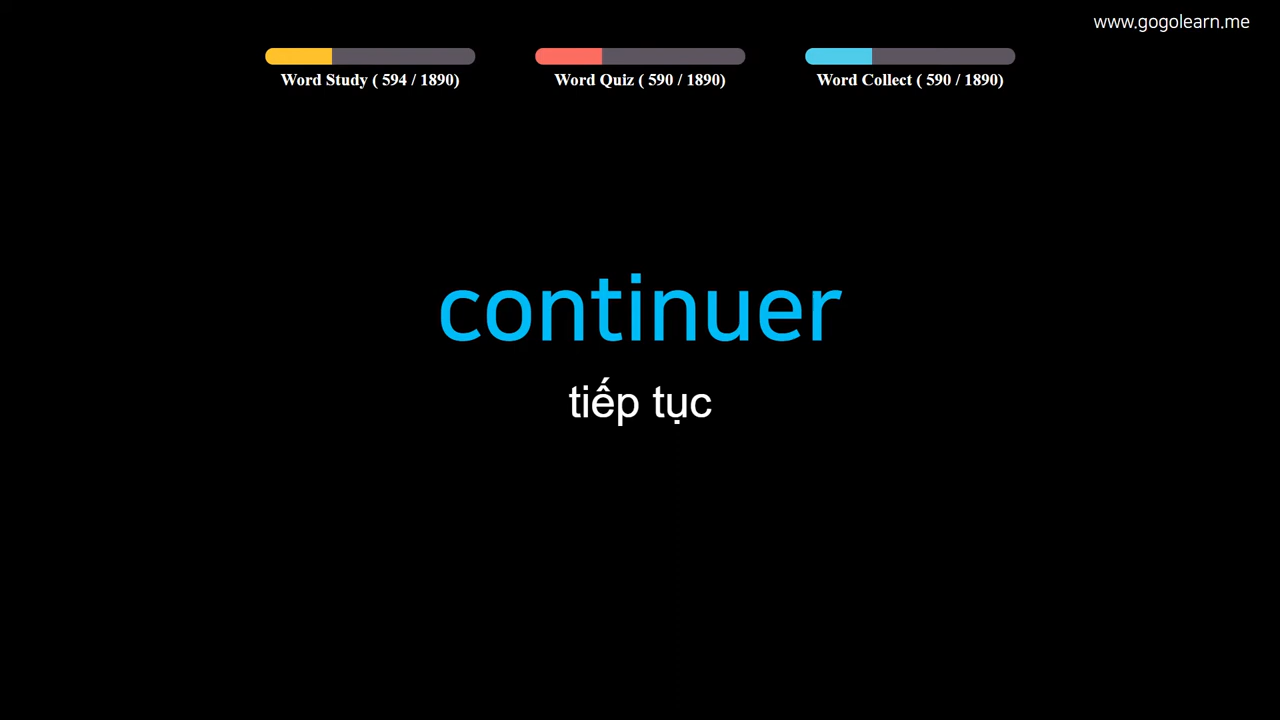 www.gogolearn.me
Word Study ( 594 / 1890)
Word Quiz ( 590 / 1890)
Word Collect ( 590 / 1890)
continuer
tiếp tục